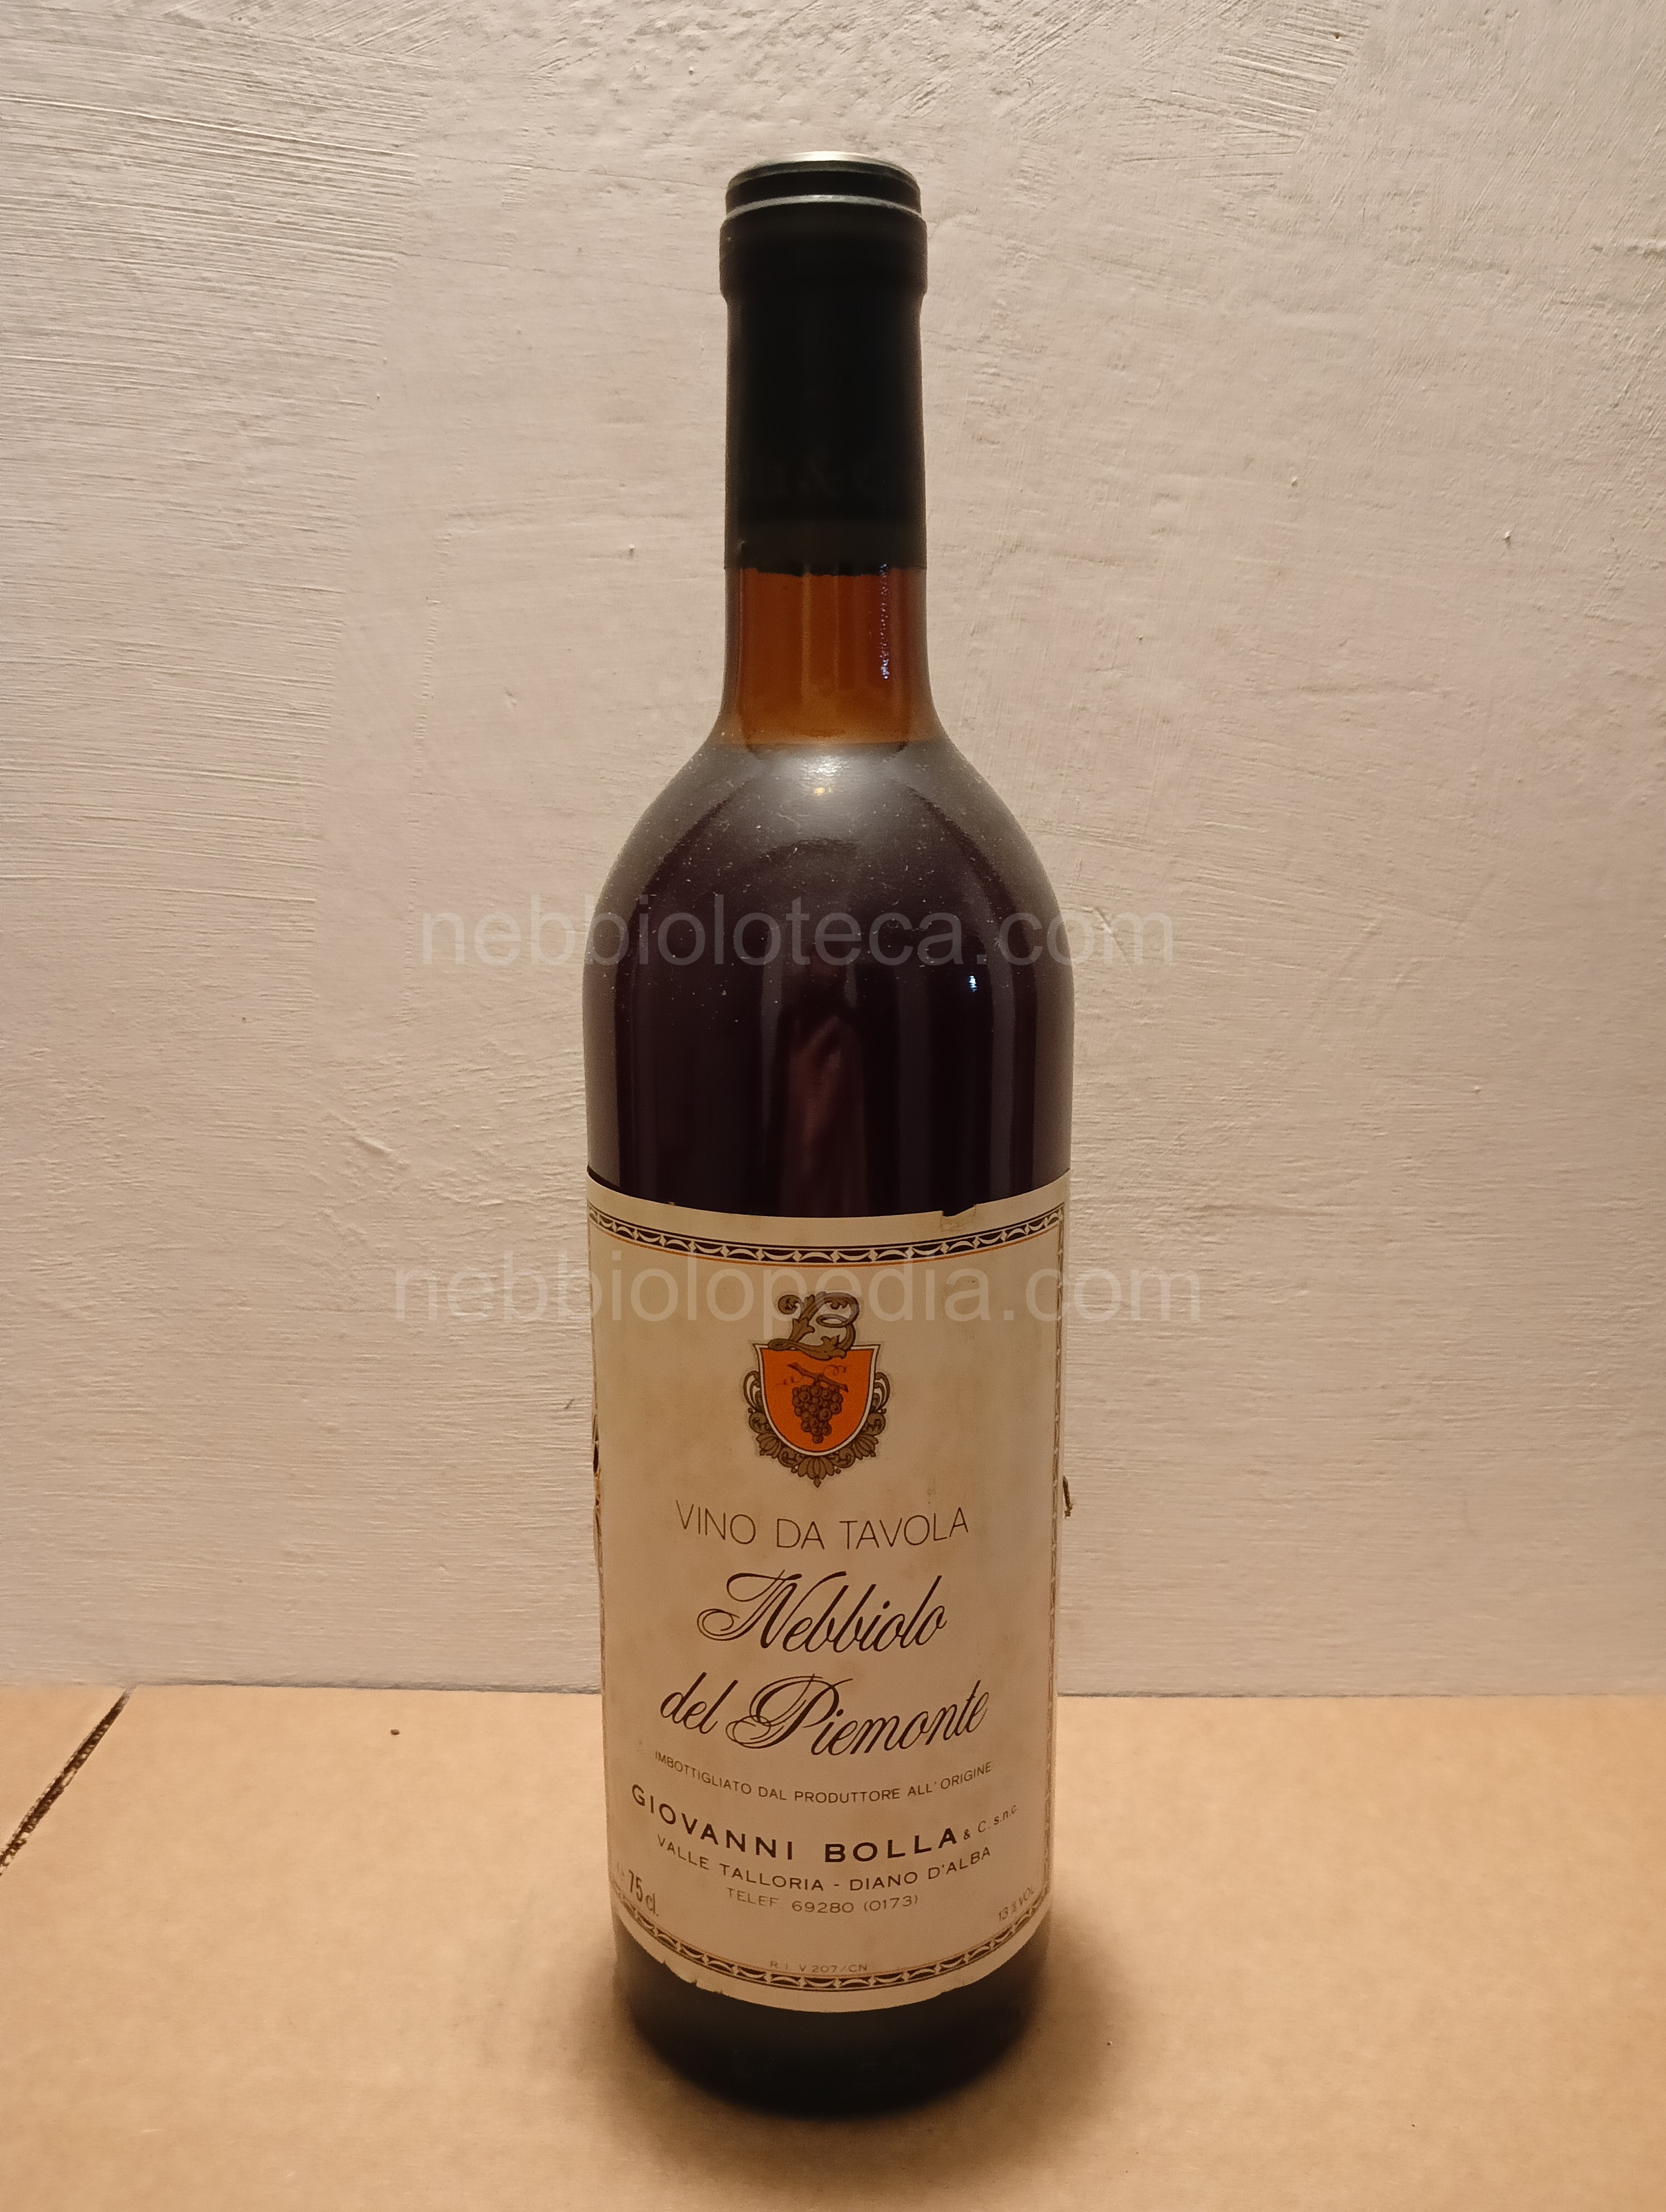 nebbioloteca.com
nebbiolopedia.com
B
VINO DA TAVOLA
Nebbiolo
del Piemonte
IMBOTTIGLIATO DAL PRODUTTORE ALL'ORIGINE
GIOVANNI BOLLA & C. s.n.c.
VALLE TALLORIA - DIANO D'ALBA
TELEF. 69280 (0173)
75 cl.
13% VOL.
R. I. V 207/CN